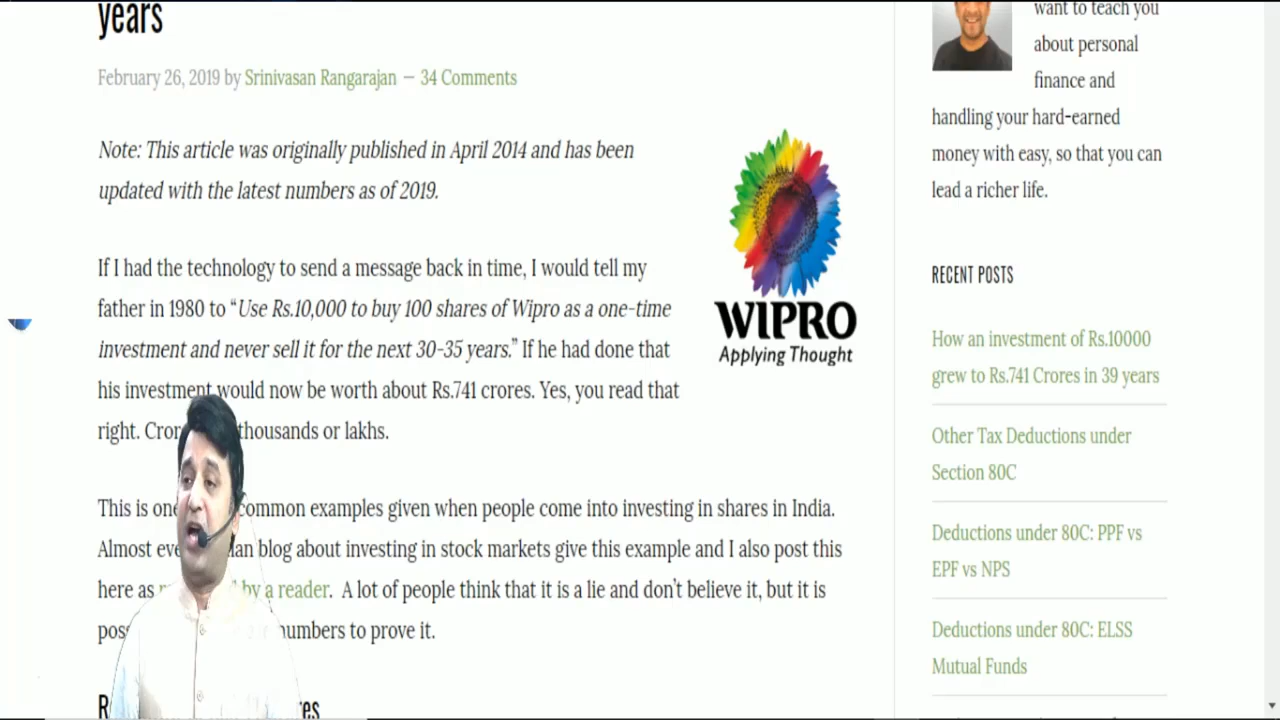 years
February 26, 2019 by Srinivasan Rangarajan — 34 Comments
Note: This article was originally published in April 2014 and has been
updated with the latest numbers as of 2019.
If I had the technology to send a message back in time, I would tell my
father in 1980 to “Use Rs.10,000 to buy 100 shares of Wipro as a one-time
investment and never sell it for the next 30-35 years.” If he had done that
his investment would now be worth about Rs.741 crores. Yes, you read that
right. thousands or lakhs.
This is common examples given when people come into investing in shares in India.
Almost blog about investing in stock markets give this example and I also post this
here as by a reader. A lot of people think that it is a lie and don’t believe it, but it is
numbers to prove it.
WIPRO
Applying Thought
want to teach you
about personal
finance and
handling your hard-earned
money with easy, so that you can
lead a richer life.
RECENT POSTS
How an investment of Rs.10000
grew to Rs.741 Crores in 39 years
Other Tax Deductions under
Section 80C
Deductions under 80C: PPF vs
EPF vs NPS
Deductions under 80C: ELSS
Mutual Funds